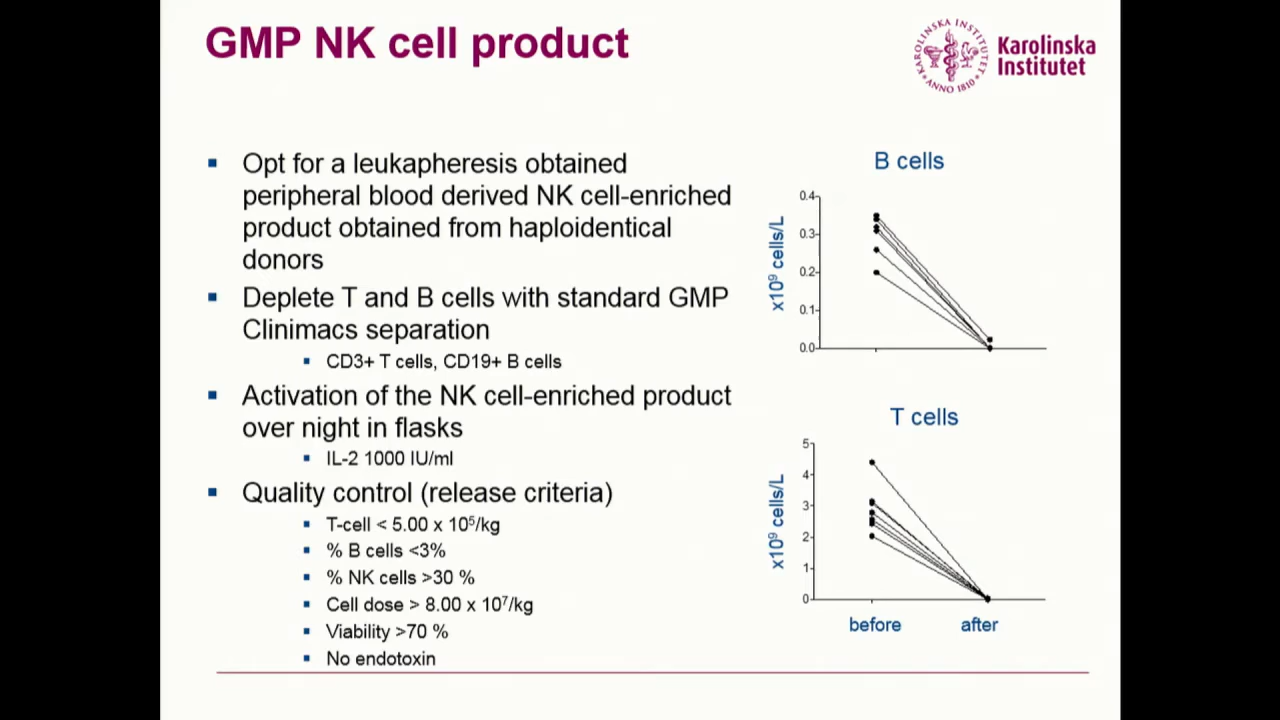 GMP NK cell product
KAROLINSKA INSTITUTET
ANNO 1810
Karolinska
Institutet
▪ Opt for a leukapheresis obtained
peripheral blood derived NK cell-enriched
product obtained from haploidentical
donors
▪ Deplete T and B cells with standard GMP
Clinimacs separation
▪ CD3+ T cells, CD19+ B cells
▪ Activation of the NK cell-enriched product
over night in flasks
▪ IL-2 1000 IU/ml
▪ Quality control (release criteria)
▪ T-cell < 5.00 x 10⁵/kg
▪ % B cells <3%
▪ % NK cells >30 %
▪ Cell dose > 8.00 x 10⁷/kg
▪ Viability >70 %
▪ No endotoxin
B cells
x10⁹ cells/L
0.4
0.3
0.2
0.1
0.0
T cells
x10⁹ cells/L
5
4
3
2
1
0
before after